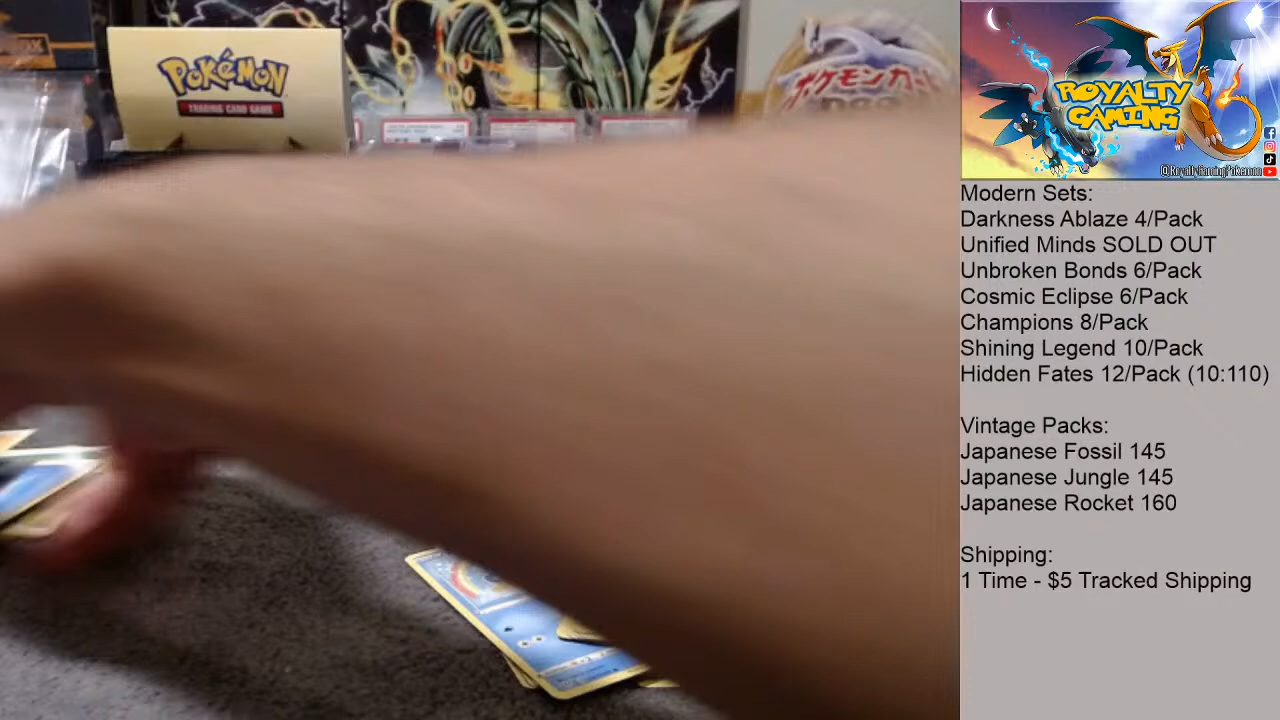 POKéMON
TRADING CARD GAME
ポケモンカード
ROYALTY
GAMING
@RoyaltyGamingPokemon
Modern Sets:
Darkness Ablaze 4/Pack
Unified Minds SOLD OUT
Unbroken Bonds 6/Pack
Cosmic Eclipse 6/Pack
Champions 8/Pack
Shining Legend 10/Pack
Hidden Fates 12/Pack (10:110)
Vintage Packs:
Japanese Fossil 145
Japanese Jungle 145
Japanese Rocket 160
Shipping:
1 Time - $5 Tracked Shipping